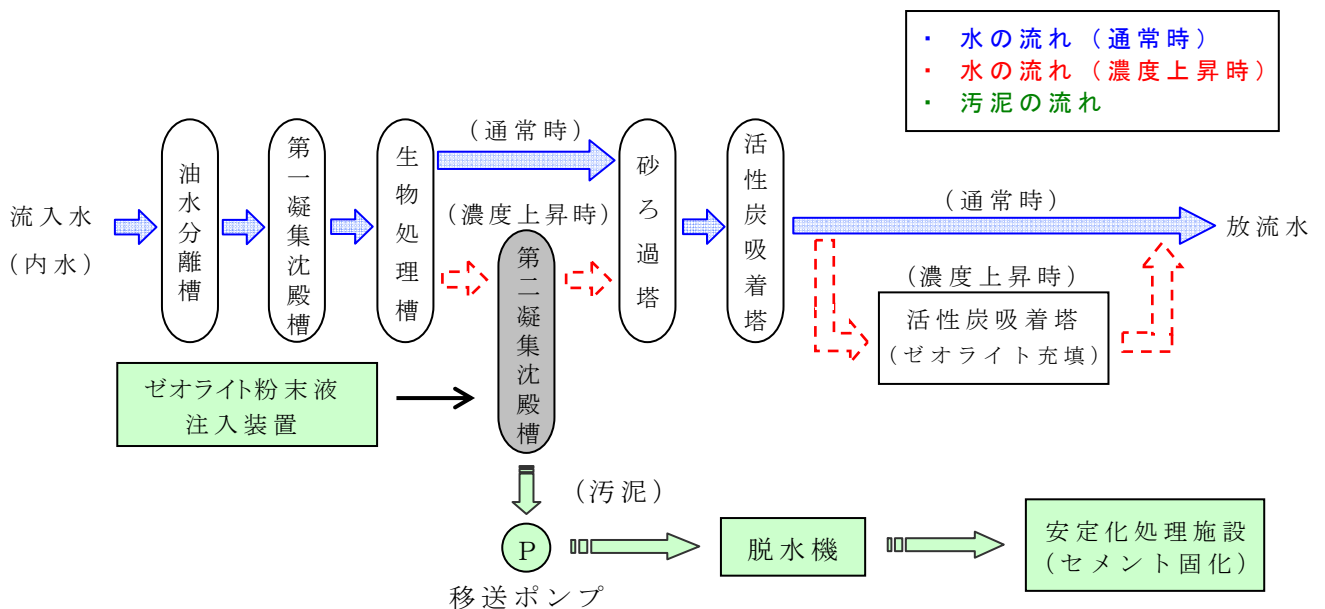 ・ 水の流れ（通常時）
・ 水の流れ（濃度上昇時）
・ 汚泥の流れ
流入水
（内水）
油水分離槽
第一凝集沈殿槽
生物処理槽
（通常時）
（濃度上昇時）
第二凝集沈殿槽
砂ろ過塔
活性炭吸着塔
（通常時）
放流水
（濃度上昇時）
活性炭吸着塔
（ゼオライト充填）
ゼオライト粉末液
注入装置
（汚泥）
P
移送ポンプ
脱水機
安定化処理施設
（セメント固化）